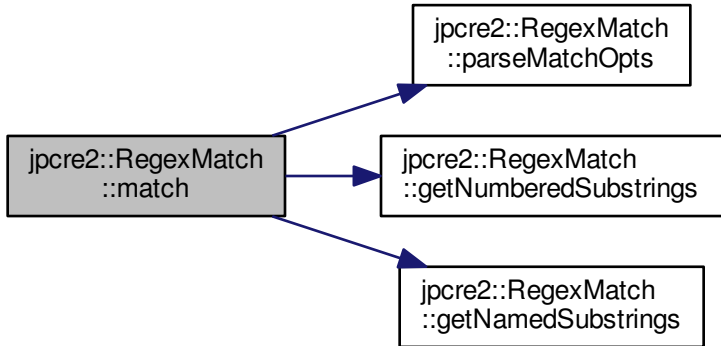 jpcre2::RegexMatch
::parseMatchOpts
jpcre2::RegexMatch
::match
jpcre2::RegexMatch
::getNumberedSubstrings
jpcre2::RegexMatch
::getNamedSubstrings